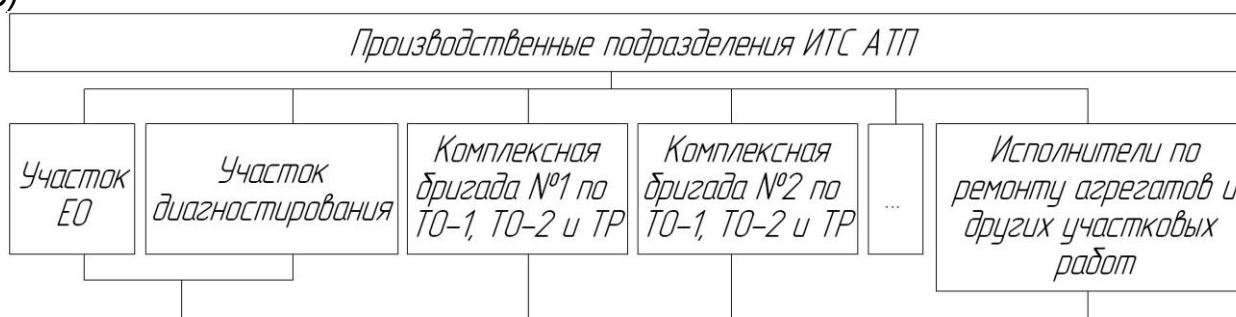 Производственные подразделения ИТС АТП
Участок
ЕО
Участок
диагностирования
Комплексная
бригада №1 по
ТО-1, ТО-2 и ТР
Комплексная
бригада №2 по
ТО-1, ТО-2 и ТР
...
Исполнители по
ремонту агрегатов и
других участковых
работ